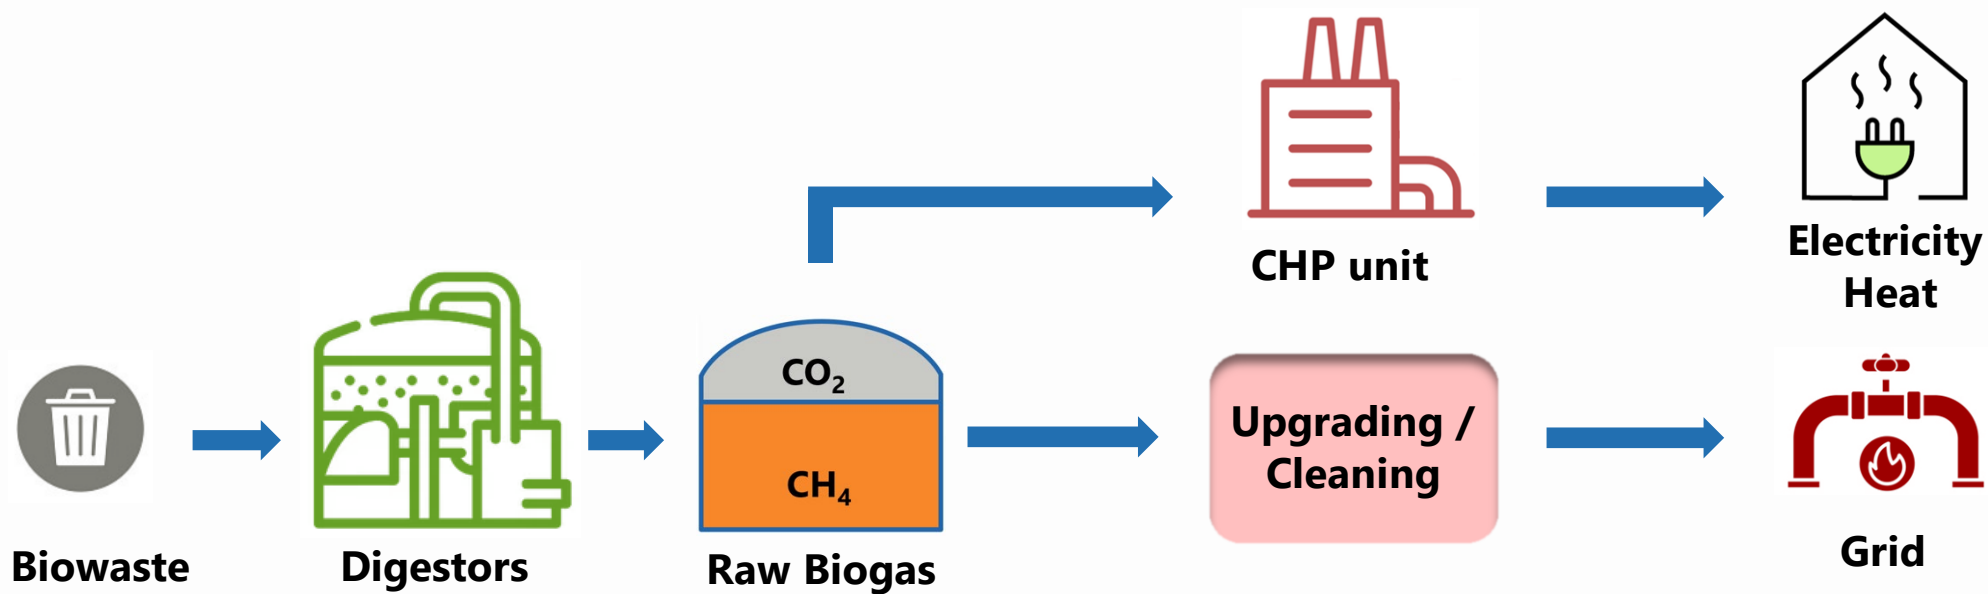 CHP unit
Electricity
Heat
CO₂
CH₄
Upgrading /
Cleaning
Biowaste
Digestors
Raw Biogas
Grid